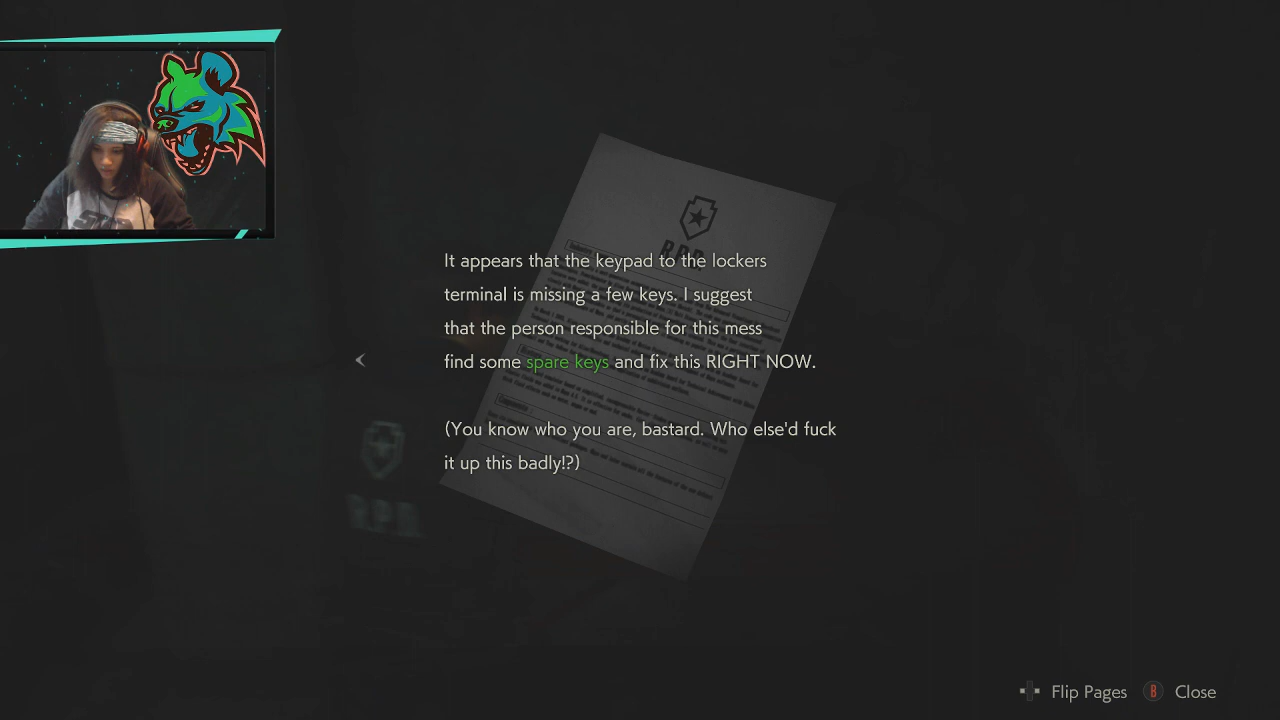 It appears that the keypad to the lockers
terminal is missing a few keys. I suggest
that the person responsible for this mess
find some spare keys and fix this RIGHT NOW.
(You know who you are, bastard. Who else'd fuck
it up this badly!?)
R.P.D.
B
Flip Pages
Close